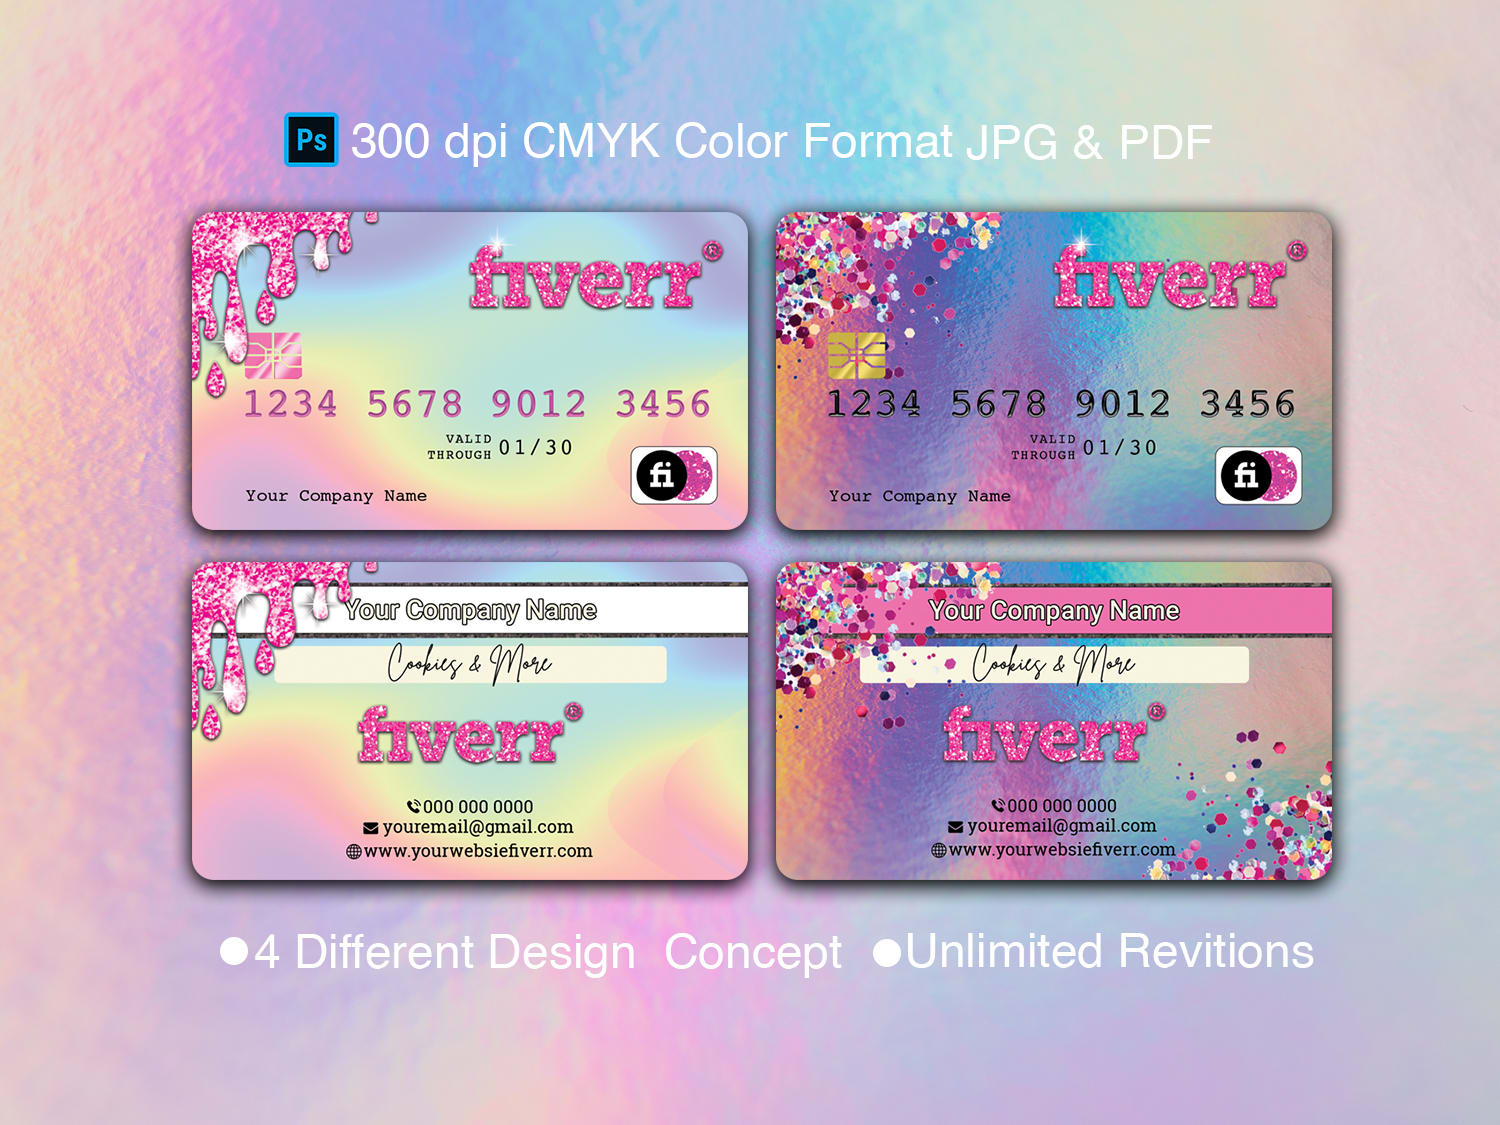 Ps 300 dpi CMYK Color Format JPG & PDF
fiverr®
1234 5678 9012 3456
VALID
THROUGH 01/30
fi
Your Company Name
fiverr®
1234 5678 9012 3456
VALID
THROUGH 01/30
fi
Your Company Name
Your Company Name
Cookies & More
fiverr®
000 000 0000
youremail@gmail.com
www.yourwebsiefiverr.com
Your Company Name
Cookies & More
fiverr®
000 000 0000
youremail@gmail.com
www.yourwebsiefiverr.com
●4 Different Design Concept ●Unlimited Revitions